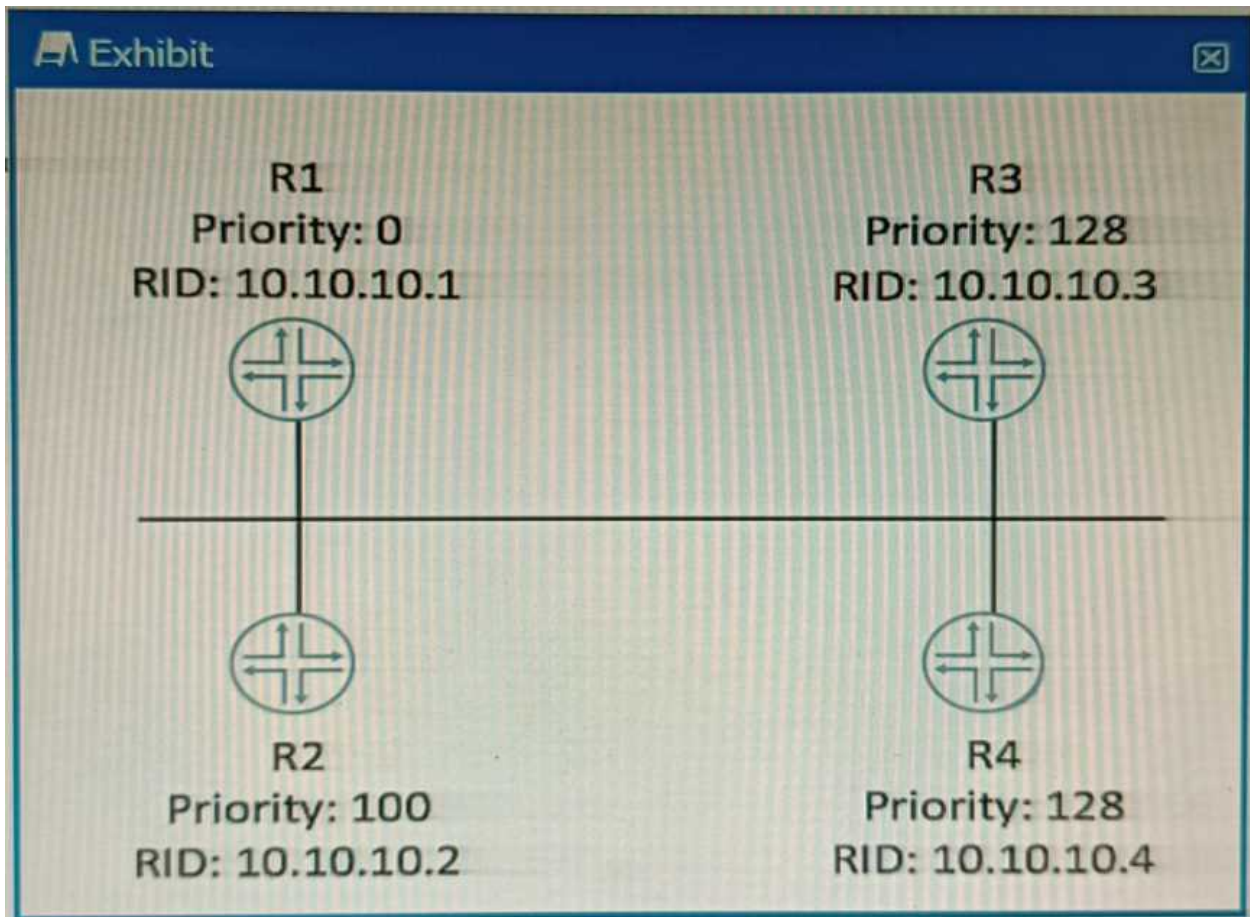 Exhibit
R1
Priority: 0
RID: 10.10.10.1
R3
Priority: 128
RID: 10.10.10.3
R2
Priority: 100
RID: 10.10.10.2
R4
Priority: 128
RID: 10.10.10.4